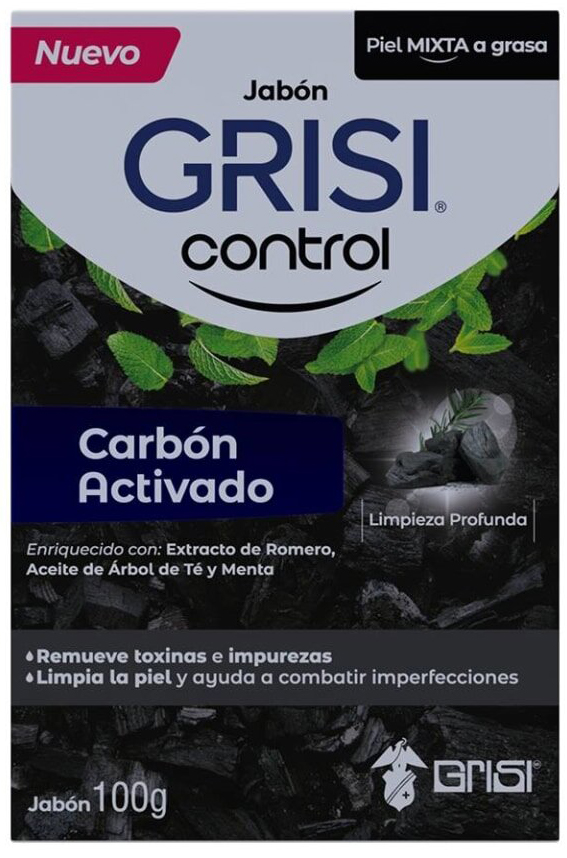 Nuevo
Piel MIXTA a grasa
Jabón
GRISI®
control
Carbón
Activado
Limpieza Profunda
Enriquecido con: Extracto de Romero,
Aceite de Árbol de Té y Menta
Remueve toxinas e impurezas
Limpia la piel y ayuda a combatir imperfecciones
Jabón 100g
GRISI